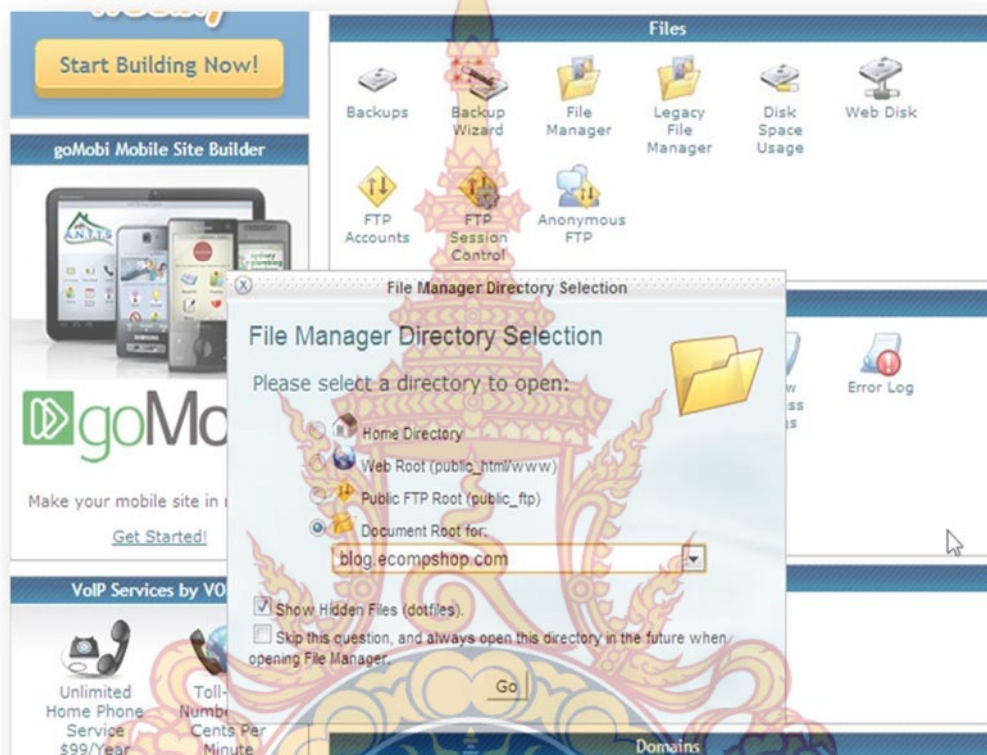 Start Building Now!
goMobi Mobile Site Builder
A.N.T.T.S
SAMSUNG
goMo
Make your mobile site in
Get Started!
VoIP Services by VO
Unlimited
Home Phone
Service
$99/Year
Toll-
Numbe
Cents Per
Minute
Files
Backups
Backup
Wizard
File
Manager
Legacy
File
Manager
Disk
Space
Usage
Web Disk
FTP
Accounts
FTP
Session
Control
Anonymous
FTP
Error Log
File Manager Directory Selection
File Manager Directory Selection
Please select a directory to open:
Home Directory
Web Root (public_html/www)
Public FTP Root (public_ftp)
Document Root for:
blog.ecompshop.com
Show Hidden Files (dotfiles).
Skip this question, and always open this directory in the future when
opening File Manager.
Go
Domains